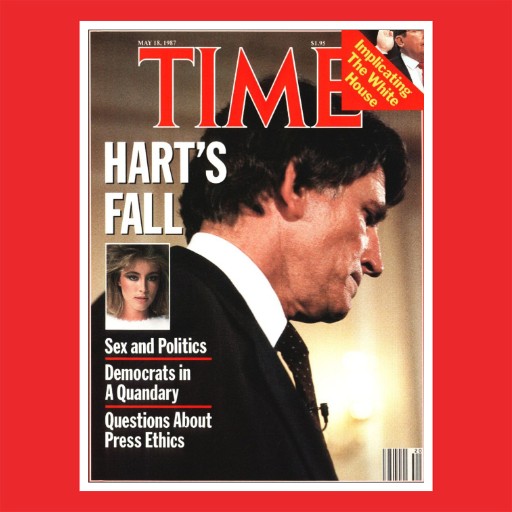 MAY 18, 1987
$1.95
TIME
Implicating
The White
House
HART'S
FALL
Sex and Politics
Democrats in
A Quandary
Questions About
Press Ethics
20